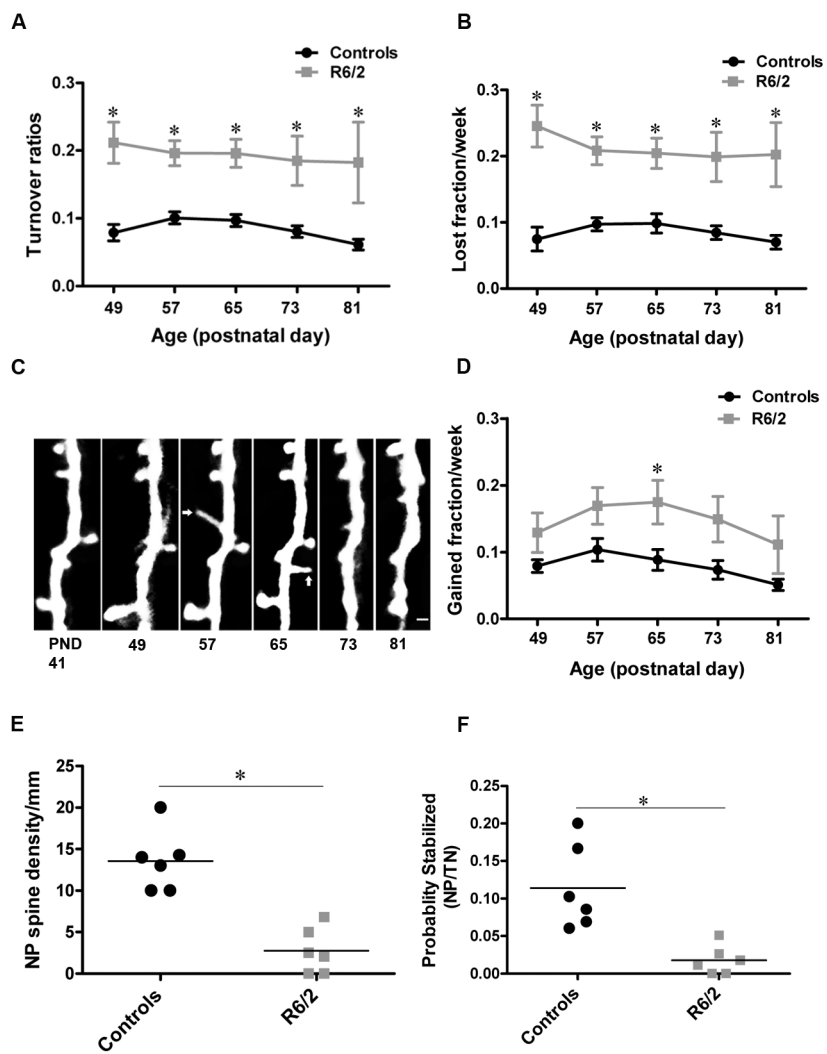 A
Controls
R6/2
Turnover ratios
0.3
0.2
0.1
0.0
* * * * *
49 57 65 73 81
Age (postnatal day)
B
Controls
R6/2
Lost fraction/week
0.3
0.2
0.1
0.0
* * * * *
49 57 65 73 81
Age (postnatal day)
C
PND 49 57 65 73 81
41
D
Controls
R6/2
Gained fraction/week
0.3
0.2
0.1
0.0
*
49 57 65 73 81
Age (postnatal day)
E
NP spine density/mm
25
20
15
10
5
0
*
Controls
R6/2
F
Probablity Stabilized
(NP/TN)
0.25
0.20
0.15
0.10
0.05
0.00
*
Controls
R6/2